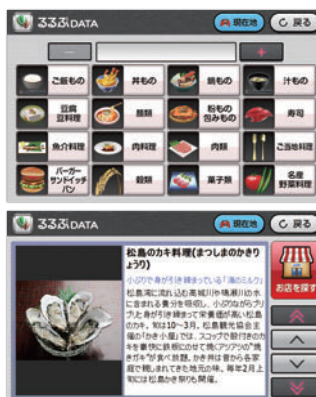 るるぶDATA
現在地
戻る
ご飯もの
丼もの
鍋もの
汁もの
豆腐
豆料理
麺類
粉もの
包みもの
寿司
魚介料理
肉料理
肉類
ご当地料理
バーガー
サンドイッチ
パン
穀類
菓子類
名産
野菜料理
るるぶDATA
現在地
戻る
松島のカキ料理(まつしまのかきり
ょうり)
小ぶりで身が引き締まっている「海のミルク」
松島湾に流れ込む高城川や鳴瀬川の水
に含まれる養分を吸収し、小ぶりながらプリ
プリと身が引き締まって栄養価が高い松島
のカキ。旬は10~3月。松島観光協会主
催の「かき小屋」では、スコップで殻付きのカ
キを豪快に鉄板にのせて焼くアツアツの"焼
きガキ"が食べ放題。かき丼は昔から各家
庭で親しまれてきた地元の味。毎年2月上
旬には松島かき祭りも開催。
お店を探す